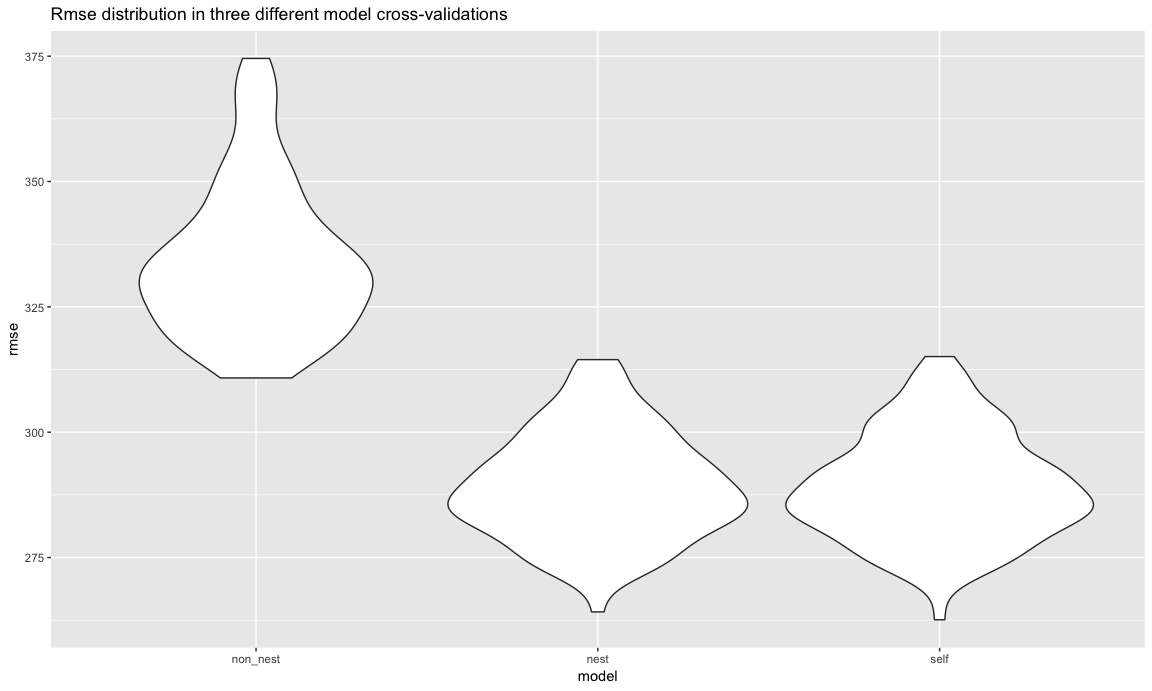 Rmse distribution in three different model cross-validations
375
350
325
300
275
rmse
non_nest nest self
model